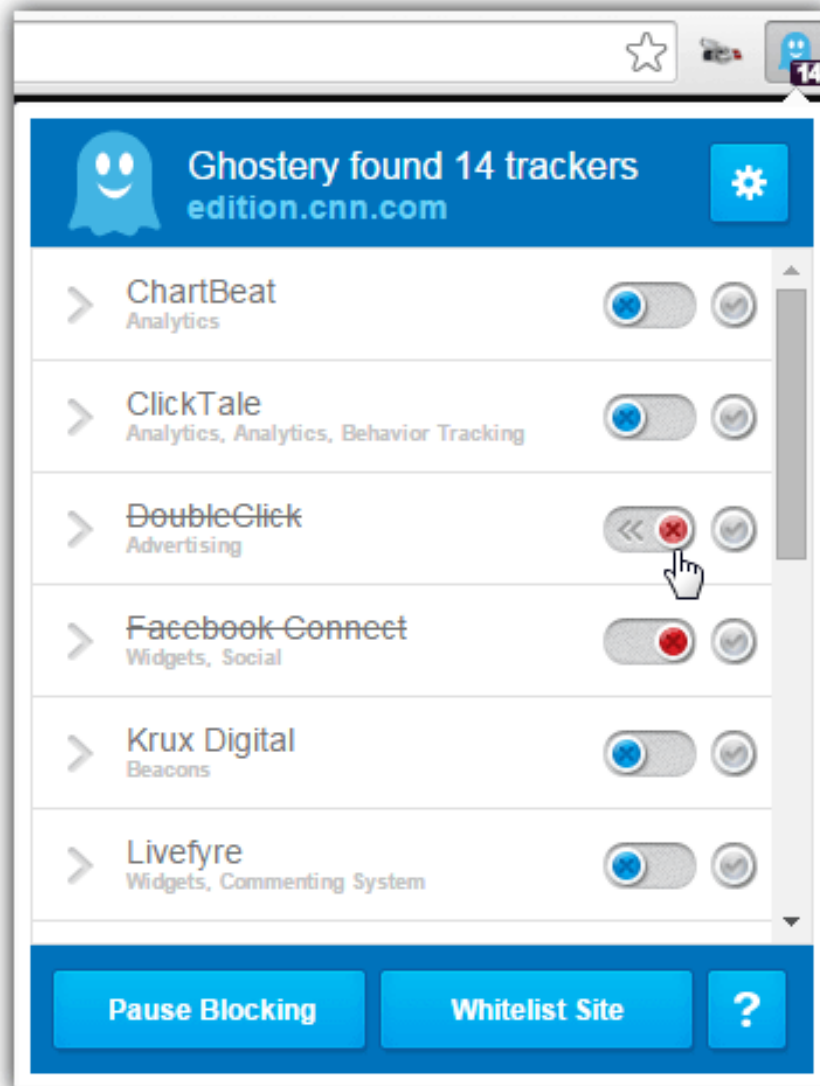 14
Ghostery found 14 trackers
edition.cnn.com
ChartBeat
Analytics
ClickTale
Analytics, Analytics, Behavior Tracking
DoubleClick
Advertising
Facebook Connect
Widgets, Social
Krux Digital
Beacons
Livefyre
Widgets, Commenting System
Pause Blocking
Whitelist Site
?